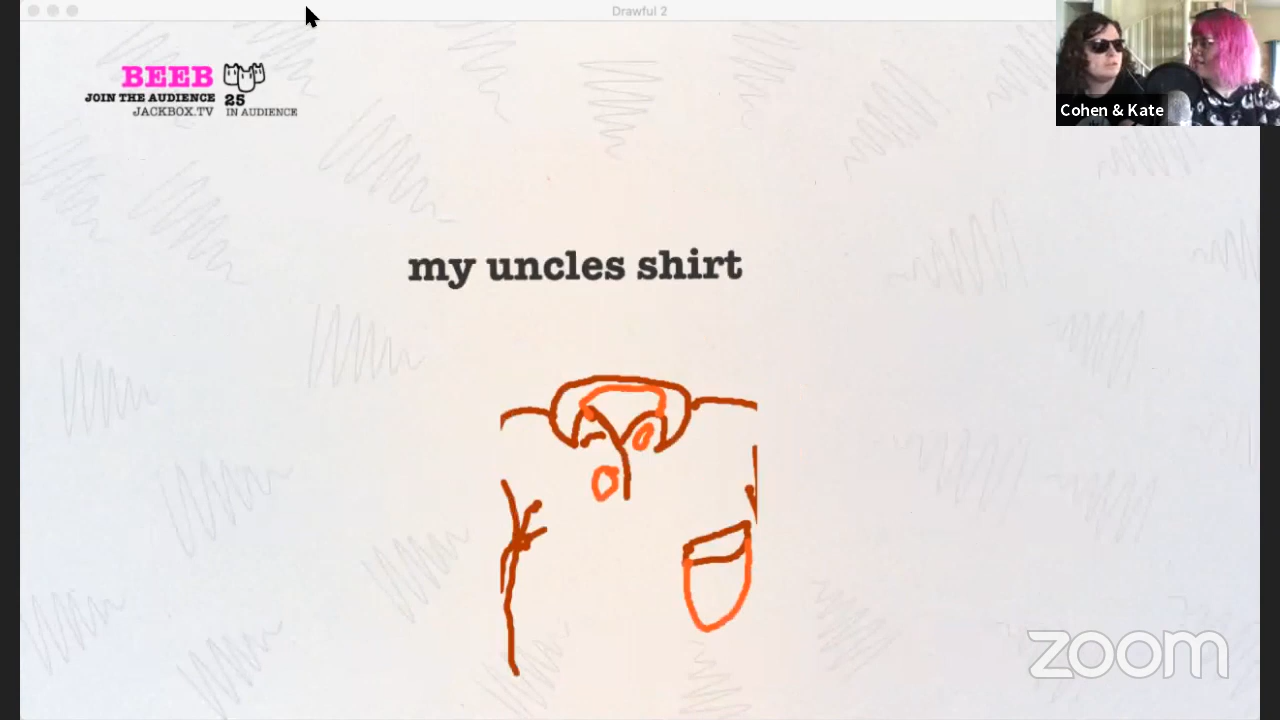 Drawful 2
BEEB
JOIN THE AUDIENCE
JACKBOX.TV
25
IN AUDIENCE
Cohen & Kate
my uncles shirt
zoom